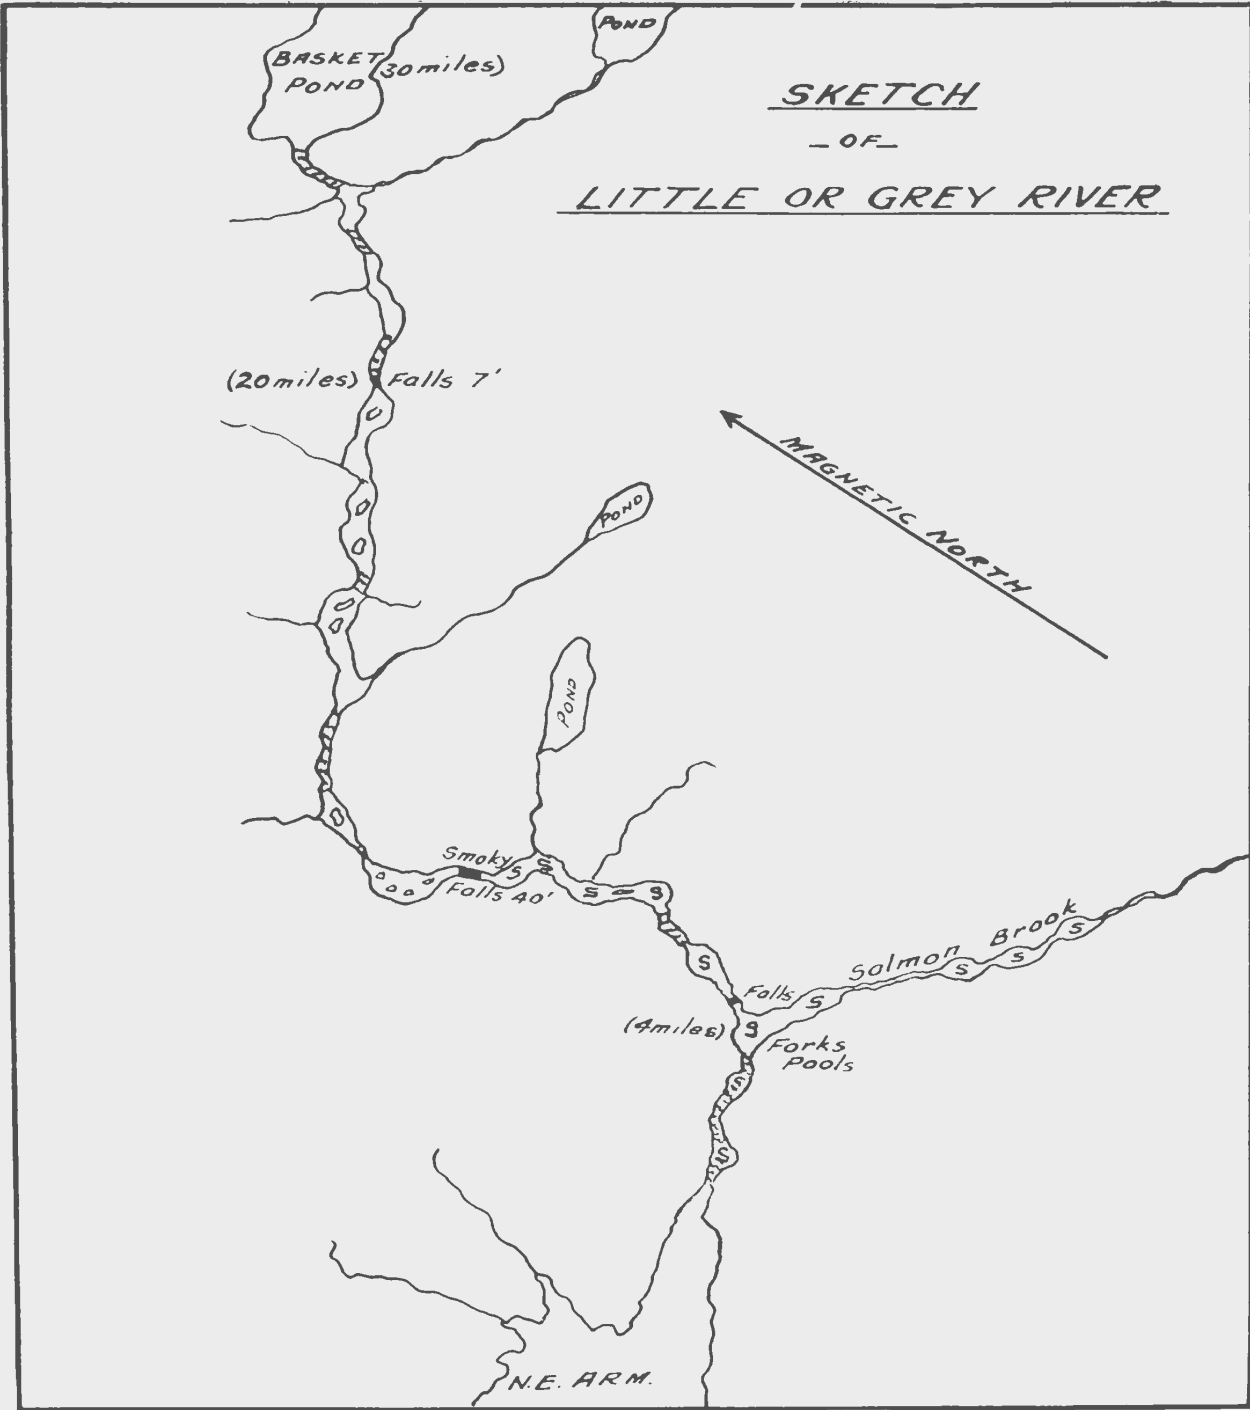 POND
BASKET
POND
(30 miles)
SKETCH
_ OF _
LITTLE OR GREY RIVER
(20 miles)
Falls 7'
MAGNETIC NORTH
POND
POND
Smoky
Falls 40'
S
S
S
S
S
Salmon Brook
S
S
S
S
Falls
(4 miles)
S
Forks
Pools
S
S
N.E. ARM.